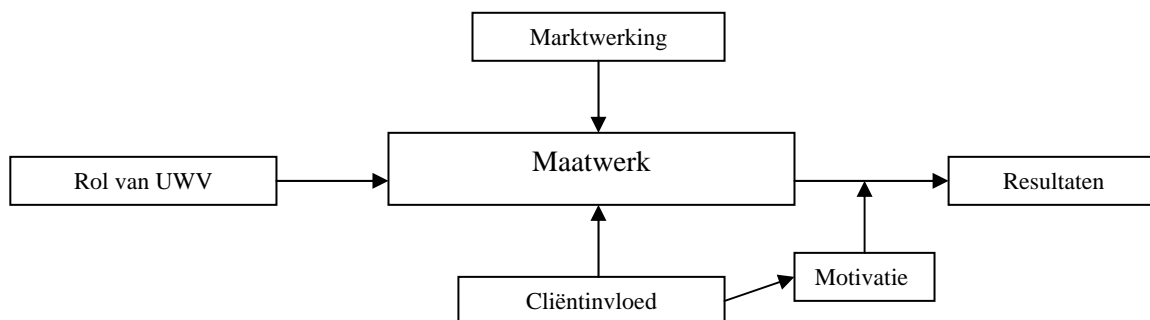 Marktwerking
Maatwerk
Rol van UWV
Resultaten
Motivatie
Cliëntinvloed